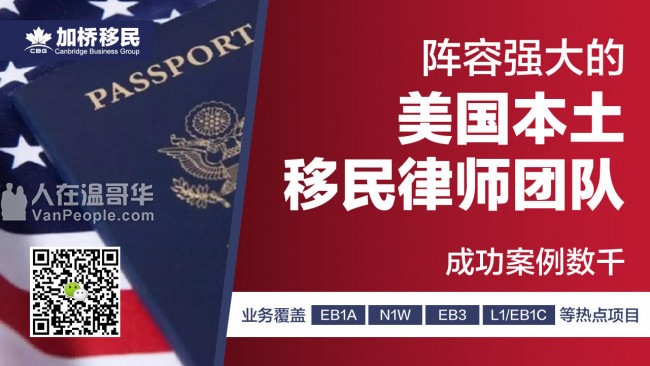 加桥移民
CBG
Canbridge Business Group
PASSPORT
人在温哥华
VanPeople.com
阵容强大的
美国本土
移民律师团队
成功案例数千
业务覆盖 EB1A N1W EB3 L1/EB1C 等热点项目